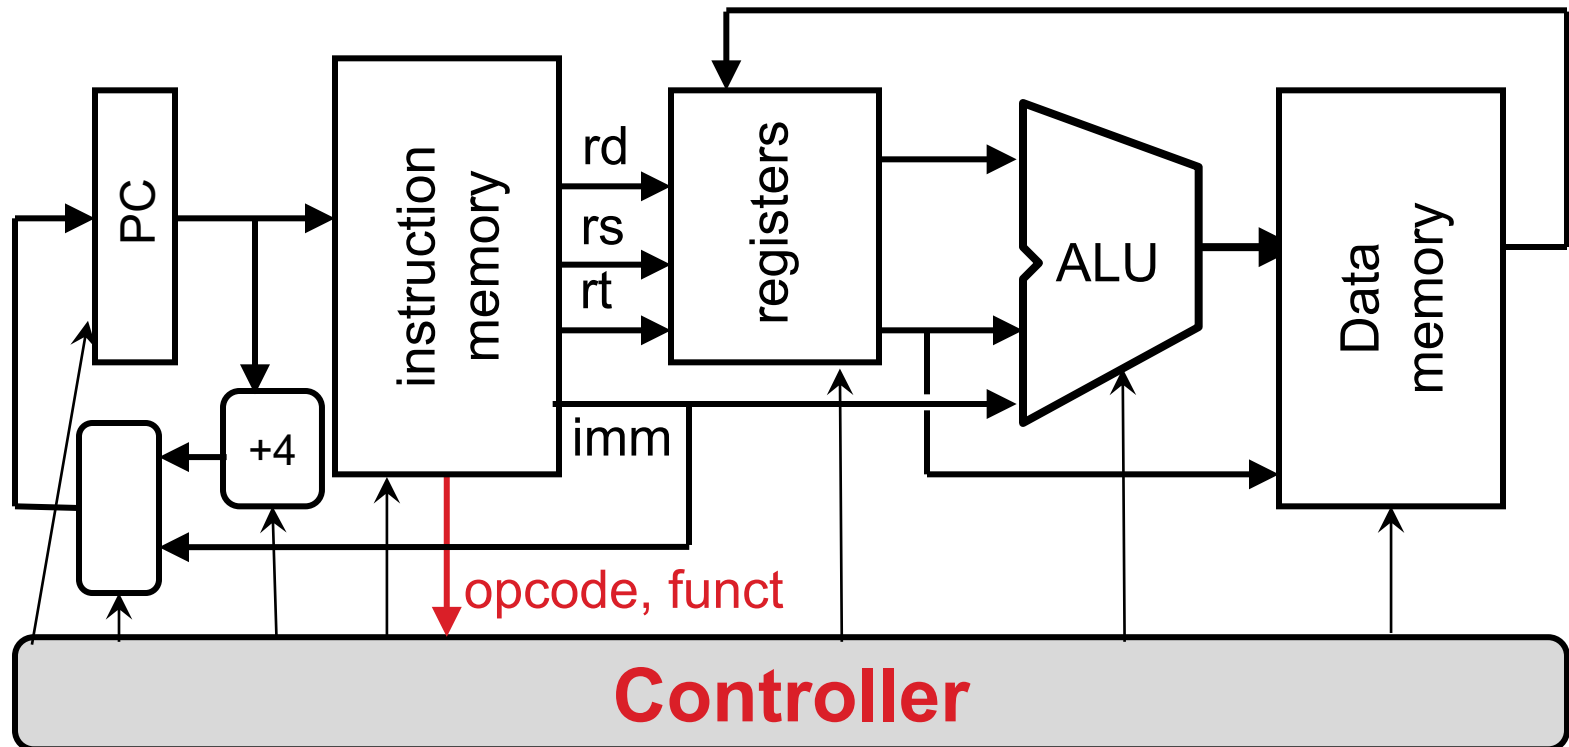 PC
instruction
memory
rd
rs
rt
imm
registers
ALU
Data
memory
+4
opcode, funct
Controller